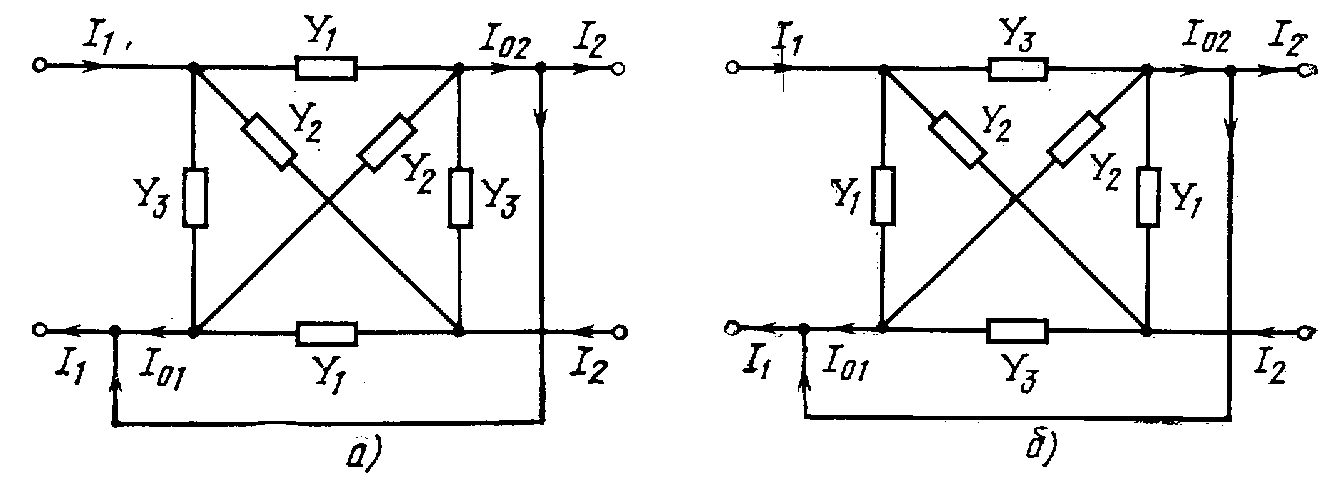 I1 Y1 I02 I2
Y2
Y2
Y3 Y3
I1 I01 Y1 I2
а)
I1 Y3 I02 I2
Y2
Y2
Y1 Y1
I1 I01 Y3 I2
б)